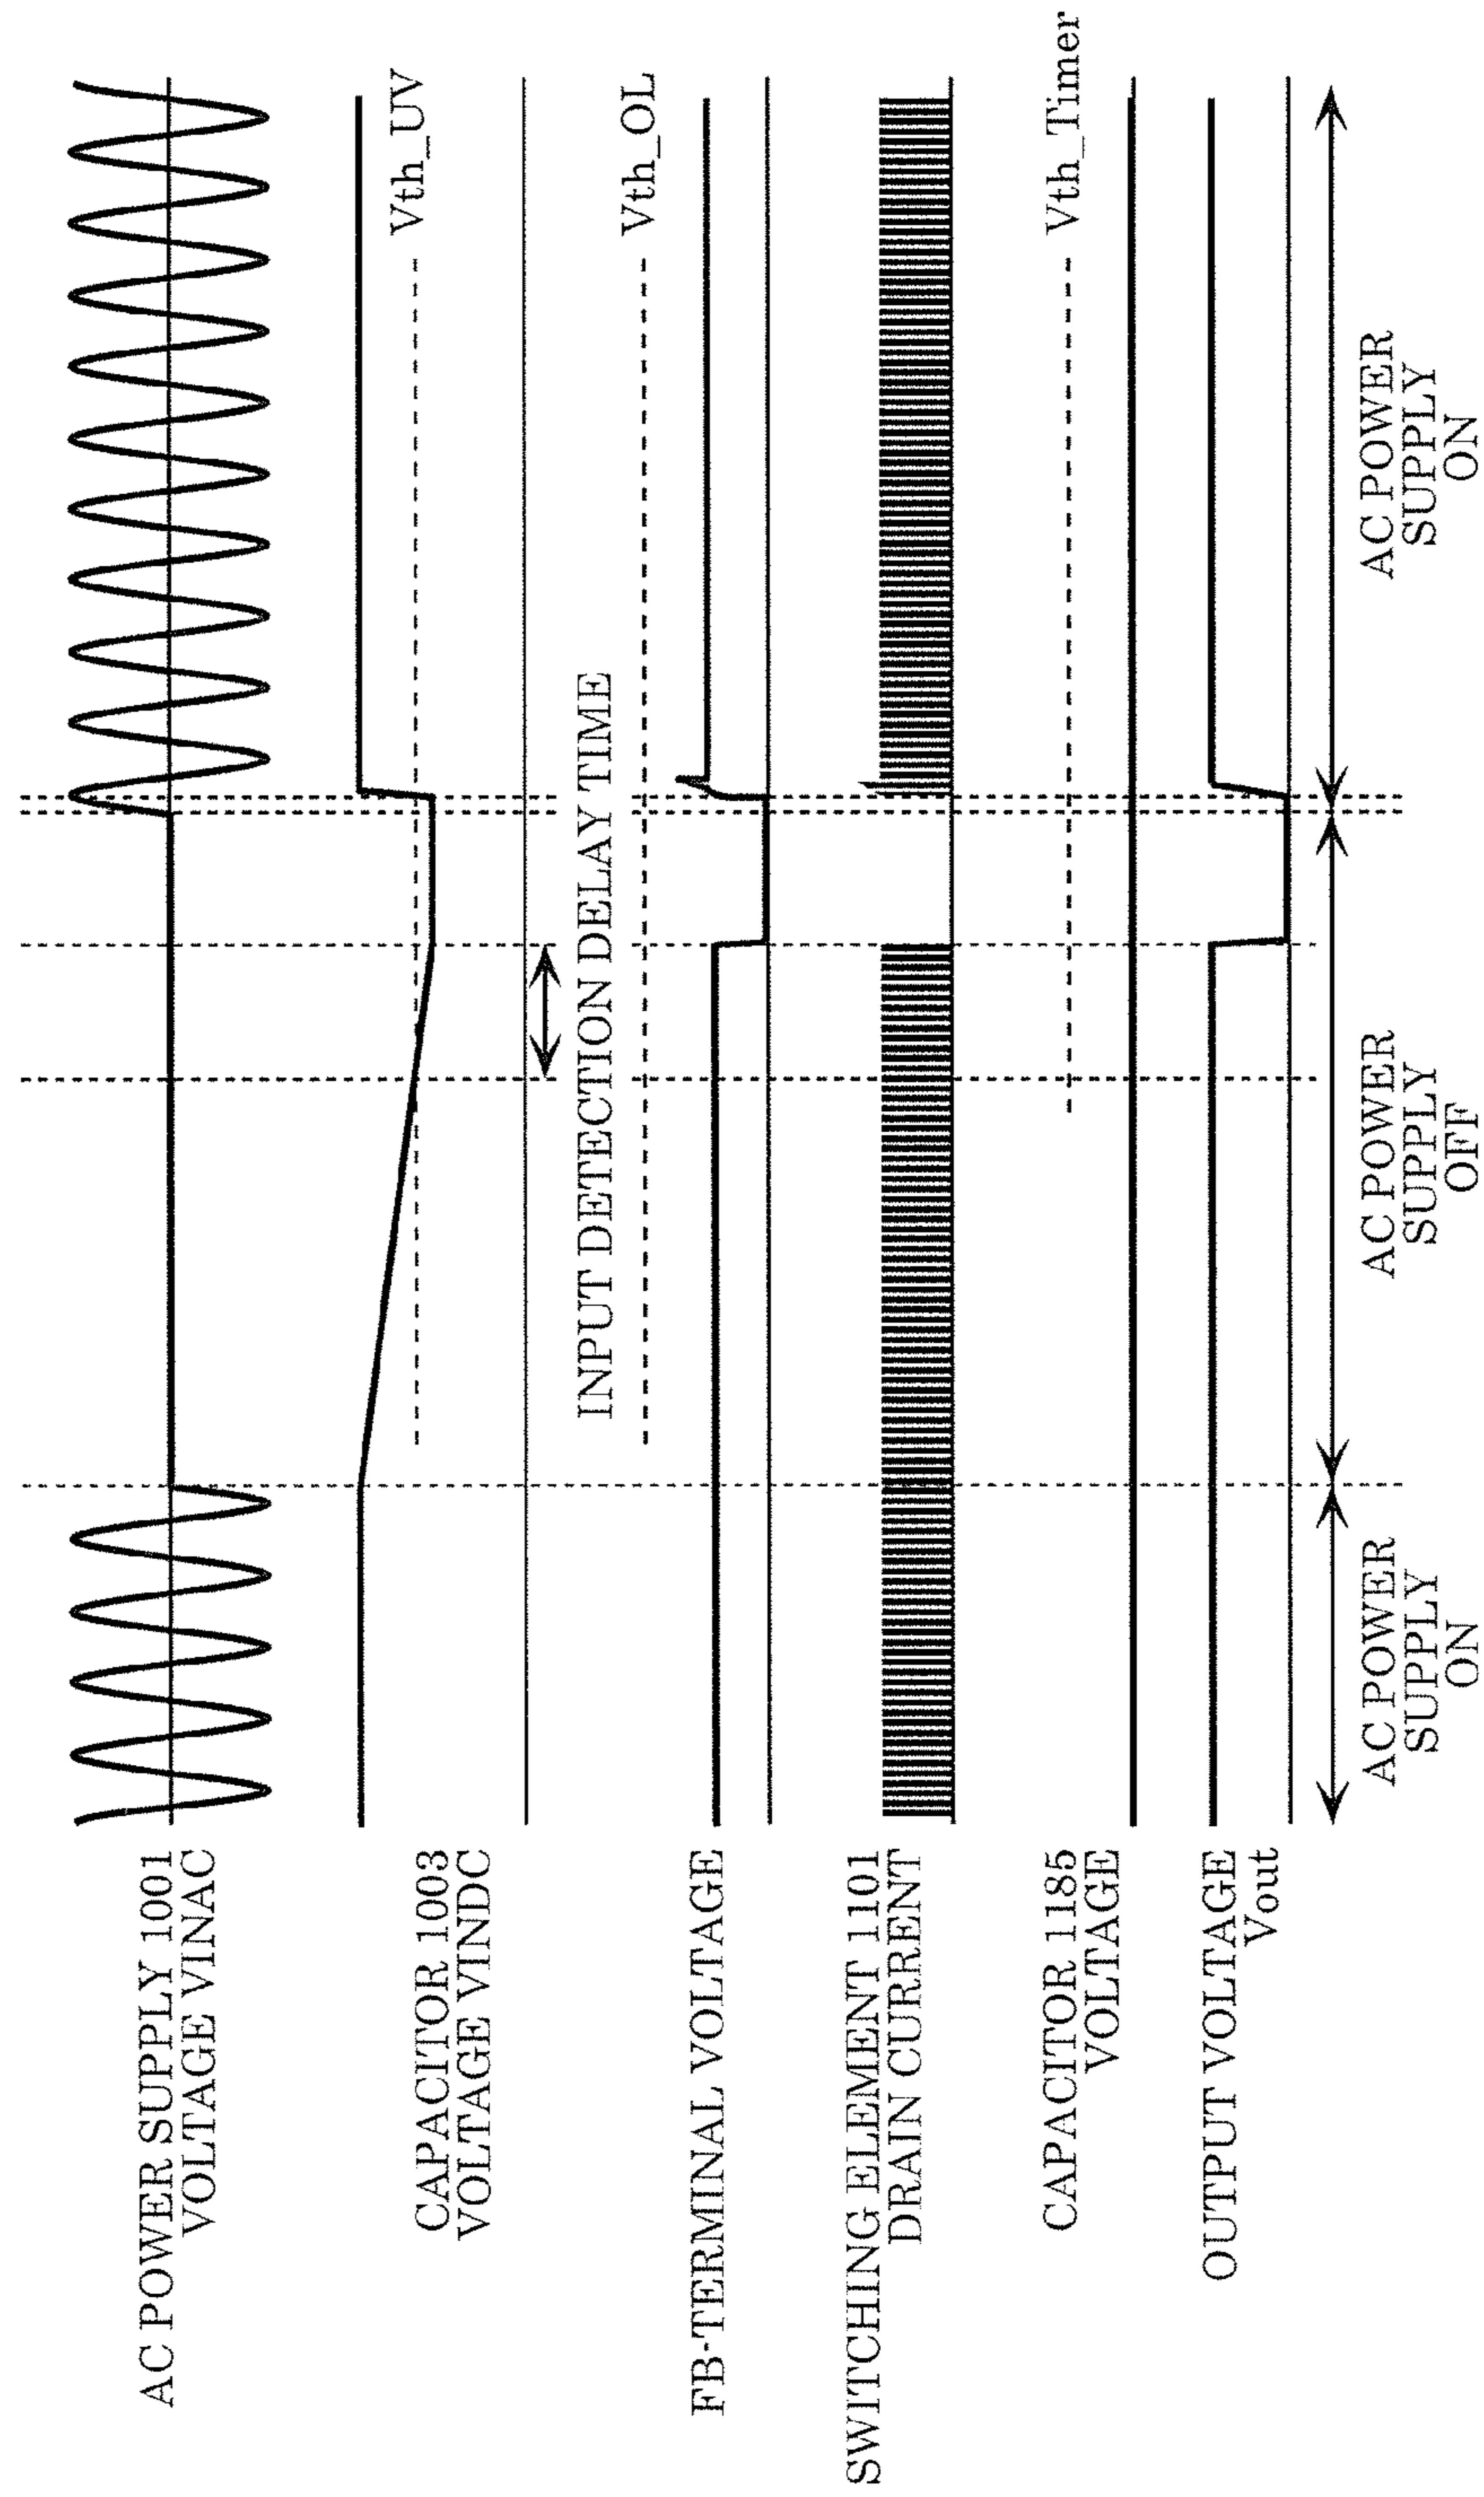 AC POWER SUPPLY 1001
VOLTAGE VINAC
CAPACITOR 1003
VOLTAGE VINDC
Vth_UV
INPUT DETECTION DELAY TIME
FB-TERMINAL VOLTAGE
Vth_OL
SWITCHING ELEMENT 1101
DRAIN CURRENT
CAPACITOR 1185
VOLTAGE
Vth_Timer
OUTPUT VOLTAGE
Vout
AC POWER
SUPPLY
ON
AC POWER
SUPPLY
OFF
AC POWER
SUPPLY
ON